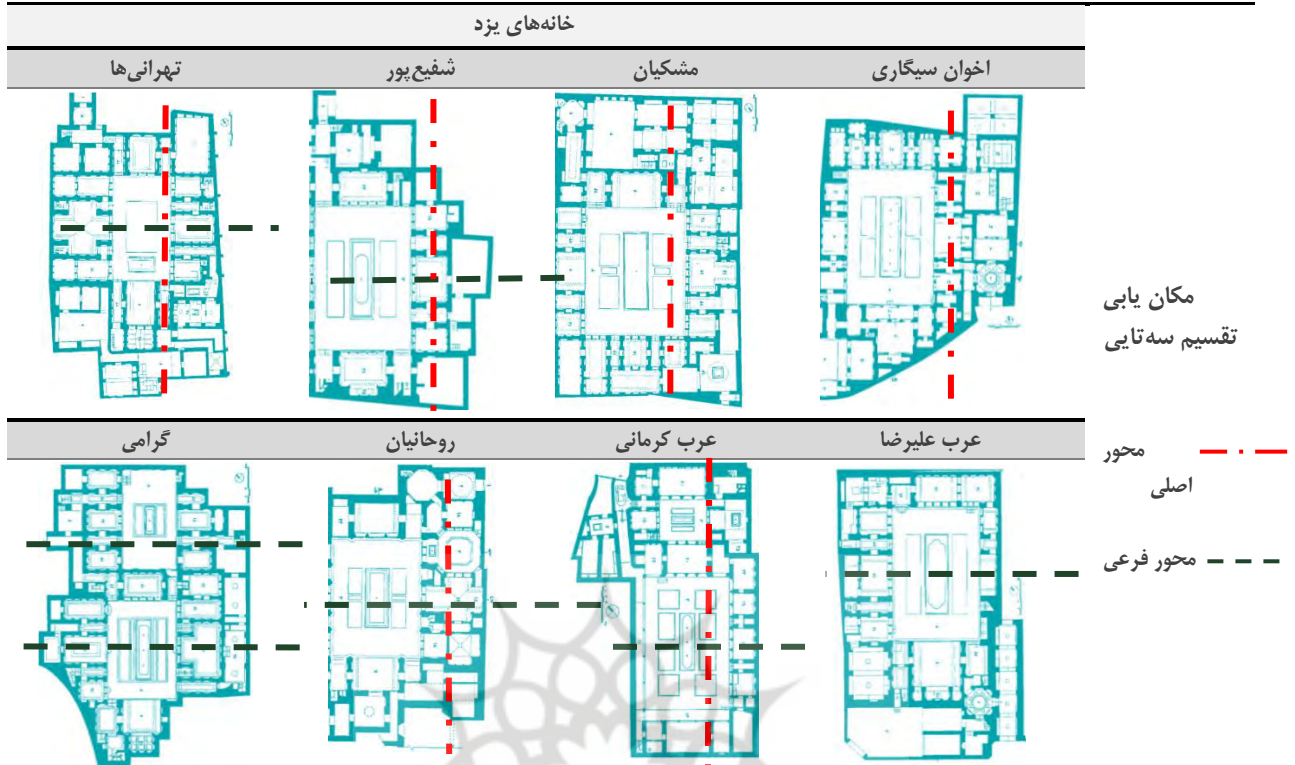 خانه‌های یزد
اخوان سیگاری
مشکیان
شفیع‌پور
تهرانی‌ها
مکان یابی
تقسیم سه‌تایی
عرب علیرضا
عرب کرمانی
روحانیان
گرامی
محور
اصلی
محور فرعی